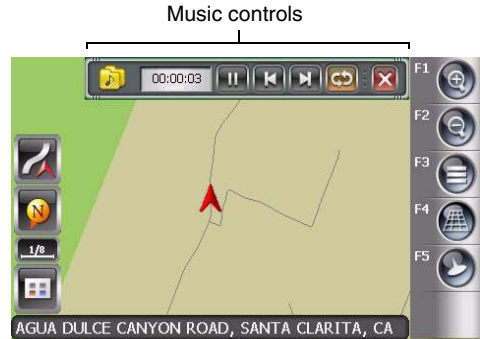 Music controls
00:00:03
F1
F2
F3
F4
F5
N
1/8
AGUA DULCE CANYON ROAD, SANTA CLARITA, CA